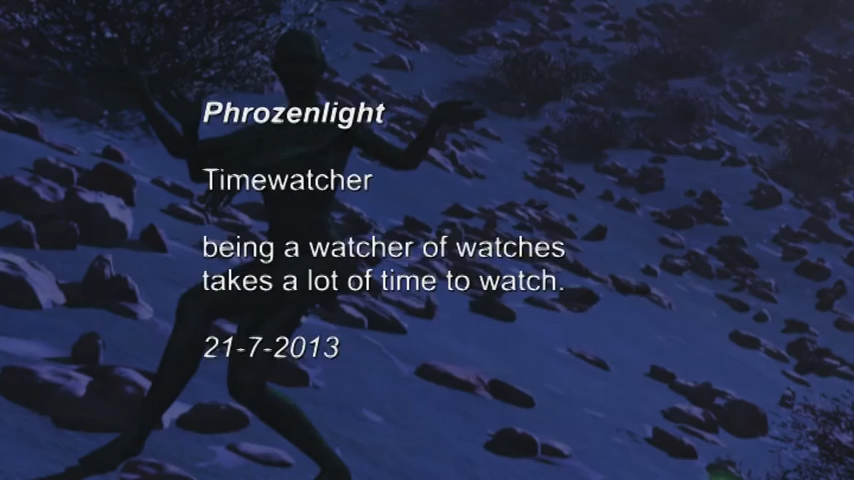 Phrozenlight
Timewatcher
being a watcher of watches
takes a lot of time to watch.
21-7-2013